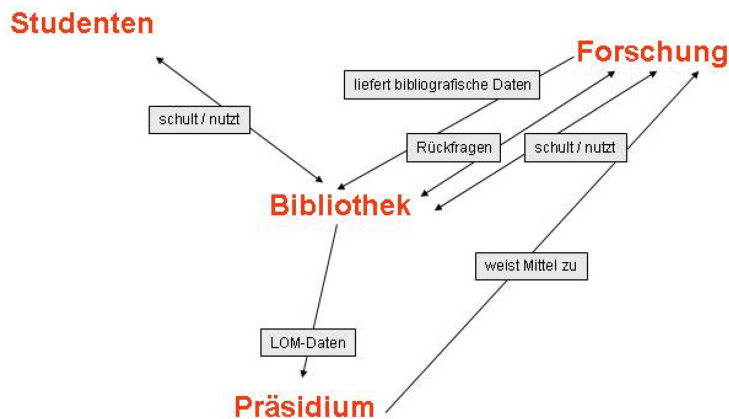 Studenten
Forschung
liefert bibliografische Daten
schult / nutzt
Rückfragen
schult / nutzt
Bibliothek
weist Mittel zu
LOM-Daten
Präsidium